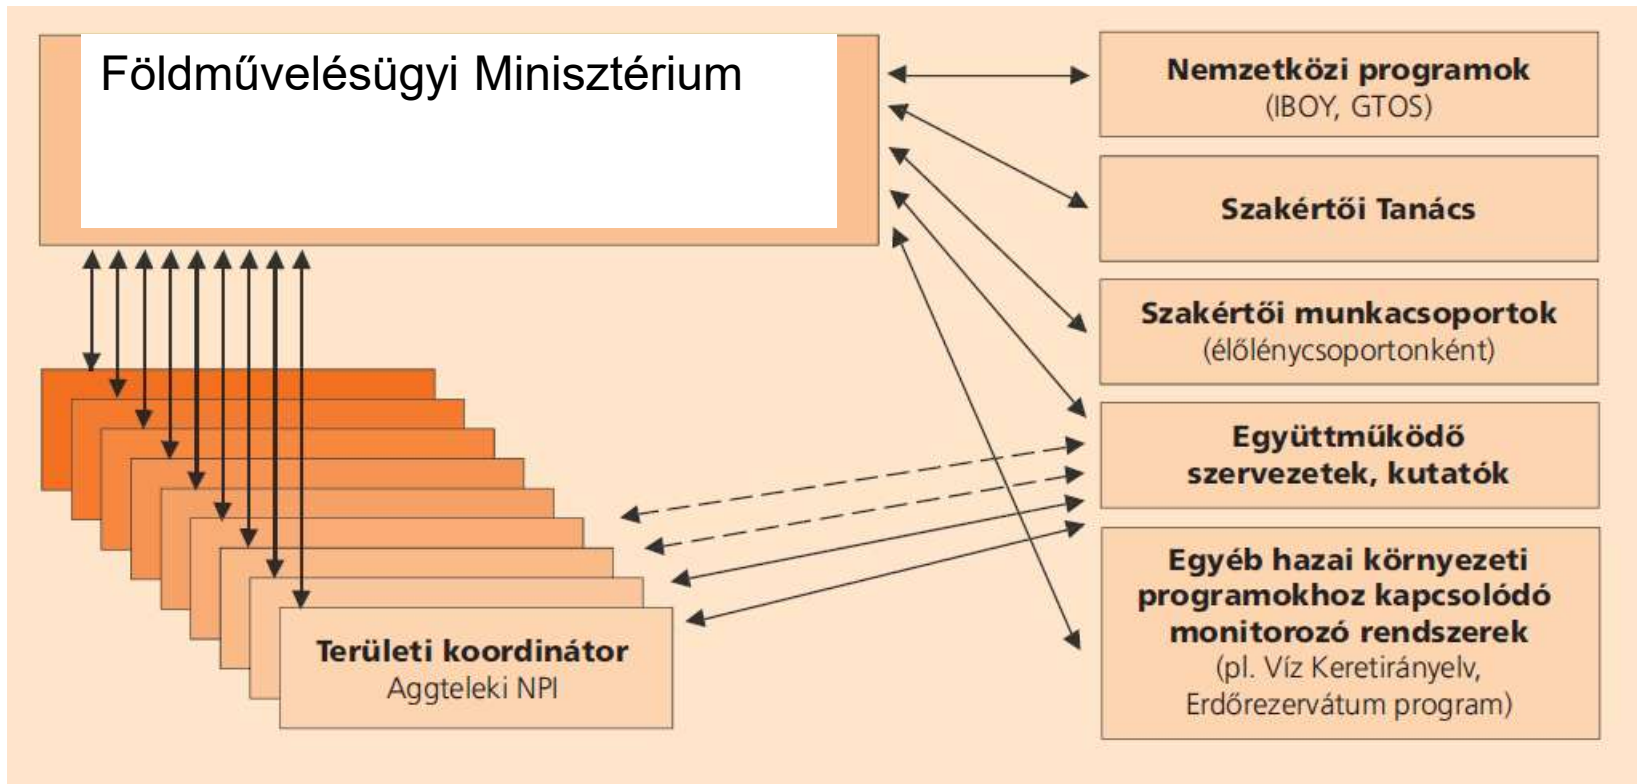 Földművelésügyi Minisztérium
Nemzetközi programok
(IBOY, GTOS)
Szakértői Tanács
Szakértői munkacsoportok
(élőlénycsoportonként)
Együttműködő
szervezetek, kutatók
Egyéb hazai környezeti
programokhoz kapcsolódó
monitorozó rendszerek
(pl. Víz Keretirányelv,
Erdőrezervátum program)
Területi koordinátor
Aggteleki NPI